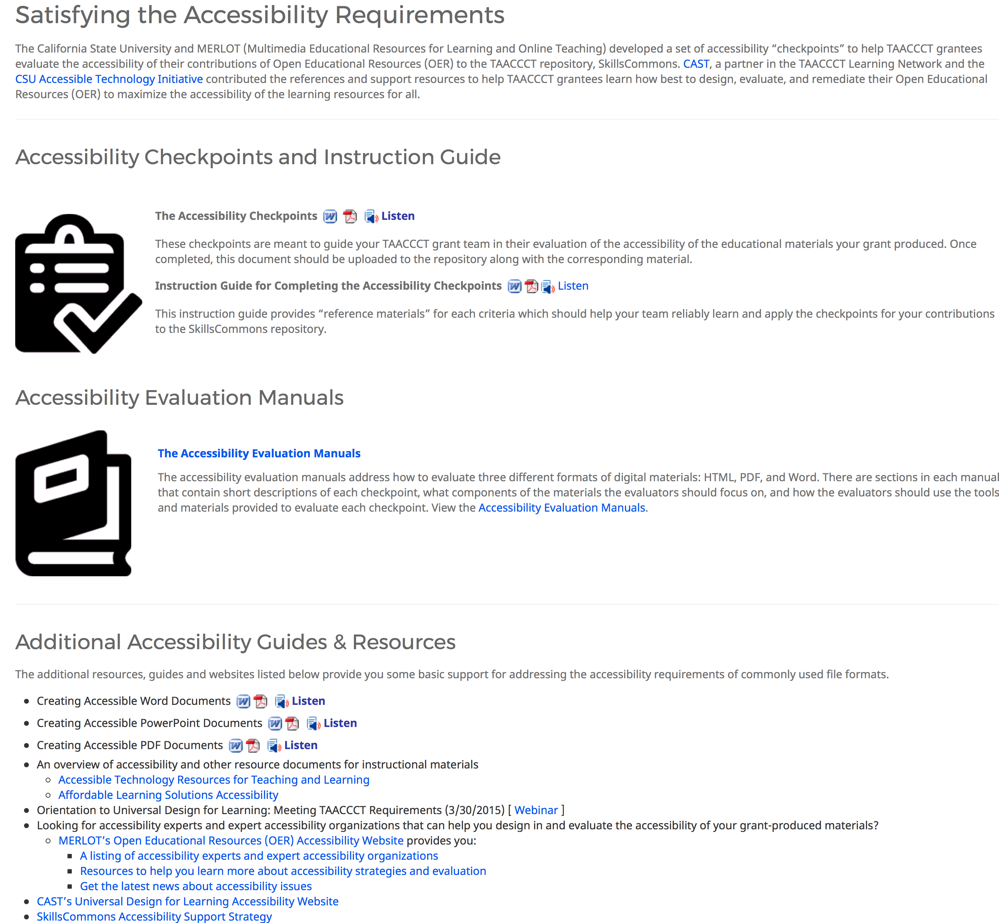 Satisfying the Accessibility Requirements
The California State University and MERLOT (Multimedia Educational Resources for Learning and Online Teaching) developed a set of accessibility “checkpoints” to help TAACCCT grantees
evaluate the accessibility of their contributions of Open Educational Resources (OER) to the TAACCCT repository, SkillsCommons. CAST, a partner in the TAACCCT Learning Network and the
CSU Accessible Technology Initiative contributed the references and support resources to help TAACCCT grantees learn how best to design, evaluate, and remediate their Open Educational
Resources (OER) to maximize the accessibility of the learning resources for all.
Accessibility Checkpoints and Instruction Guide
The Accessibility Checkpoints Listen
These checkpoints are meant to guide your TAACCCT grant team in their evaluation of the accessibility of the educational materials your grant produced. Once
completed, this document should be uploaded to the repository along with the corresponding material.
Instruction Guide for Completing the Accessibility Checkpoints Listen
This instruction guide provides “reference materials” for each criteria which should help your team reliably learn and apply the checkpoints for your contributions
to the SkillsCommons repository.
Accessibility Evaluation Manuals
The Accessibility Evaluation Manuals
The accessibility evaluation manuals address how to evaluate three different formats of digital materials: HTML, PDF, and Word. There are sections in each manual
that contain short descriptions of each checkpoint, what components of the materials the evaluators should focus on, and how the evaluators should use the tools
and materials provided to evaluate each checkpoint. View the Accessibility Evaluation Manuals.
Additional Accessibility Guides & Resources
The additional resources, guides and websites listed below provide you some basic support for addressing the accessibility requirements of commonly used file formats.
• Creating Accessible Word Documents Listen
• Creating Accessible PowerPoint Documents Listen
• Creating Accessible PDF Documents Listen
• An overview of accessibility and other resource documents for instructional materials
◦ Accessible Technology Resources for Teaching and Learning
◦ Affordable Learning Solutions Accessibility
• Orientation to Universal Design for Learning: Meeting TAACCCT Requirements (3/30/2015) [ Webinar ]
• Looking for accessibility experts and expert accessibility organizations that can help you design in and evaluate the accessibility of your grant-produced materials?
◦ MERLOT’s Open Educational Resources (OER) Accessibility Website provides you:
▪ A listing of accessibility experts and expert accessibility organizations
▪ Resources to help you learn more about accessibility strategies and evaluation
▪ Get the latest news about accessibility issues
• CAST’s Universal Design for Learning Accessibility Website
• SkillsCommons Accessibility Support Strategy